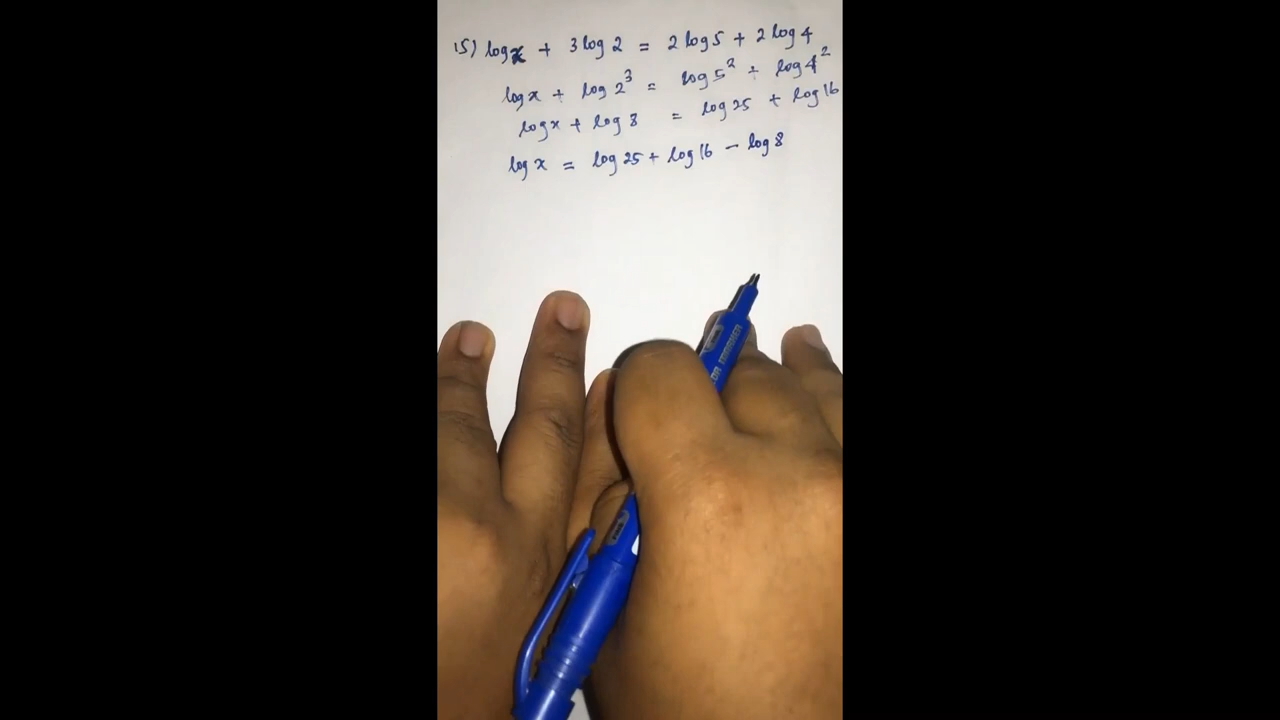 15) log x + 3 log 2 = 2 log 5 + 2 log 4
log x + log 2³ = log 5² + log 4²
log x + log 8 = log 25 + log 16
log x = log 25 + log 16 − log 8